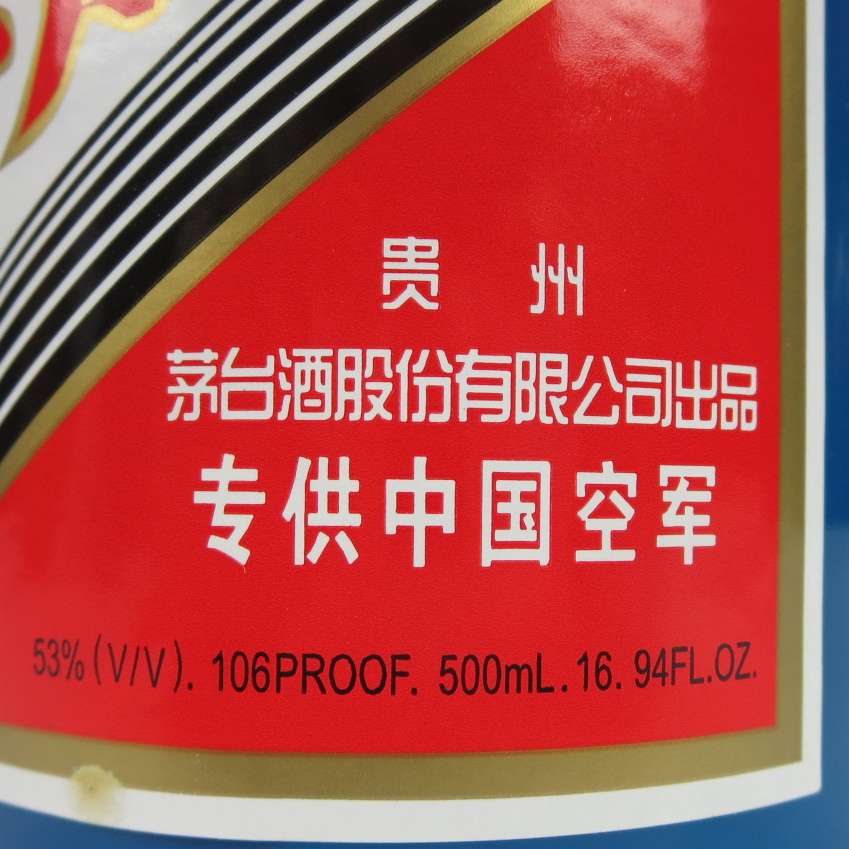 贵 州
茅台酒股份有限公司出品
专供中国空军
53%(V/V). 106PROOF. 500mL.16. 94FL.OZ.